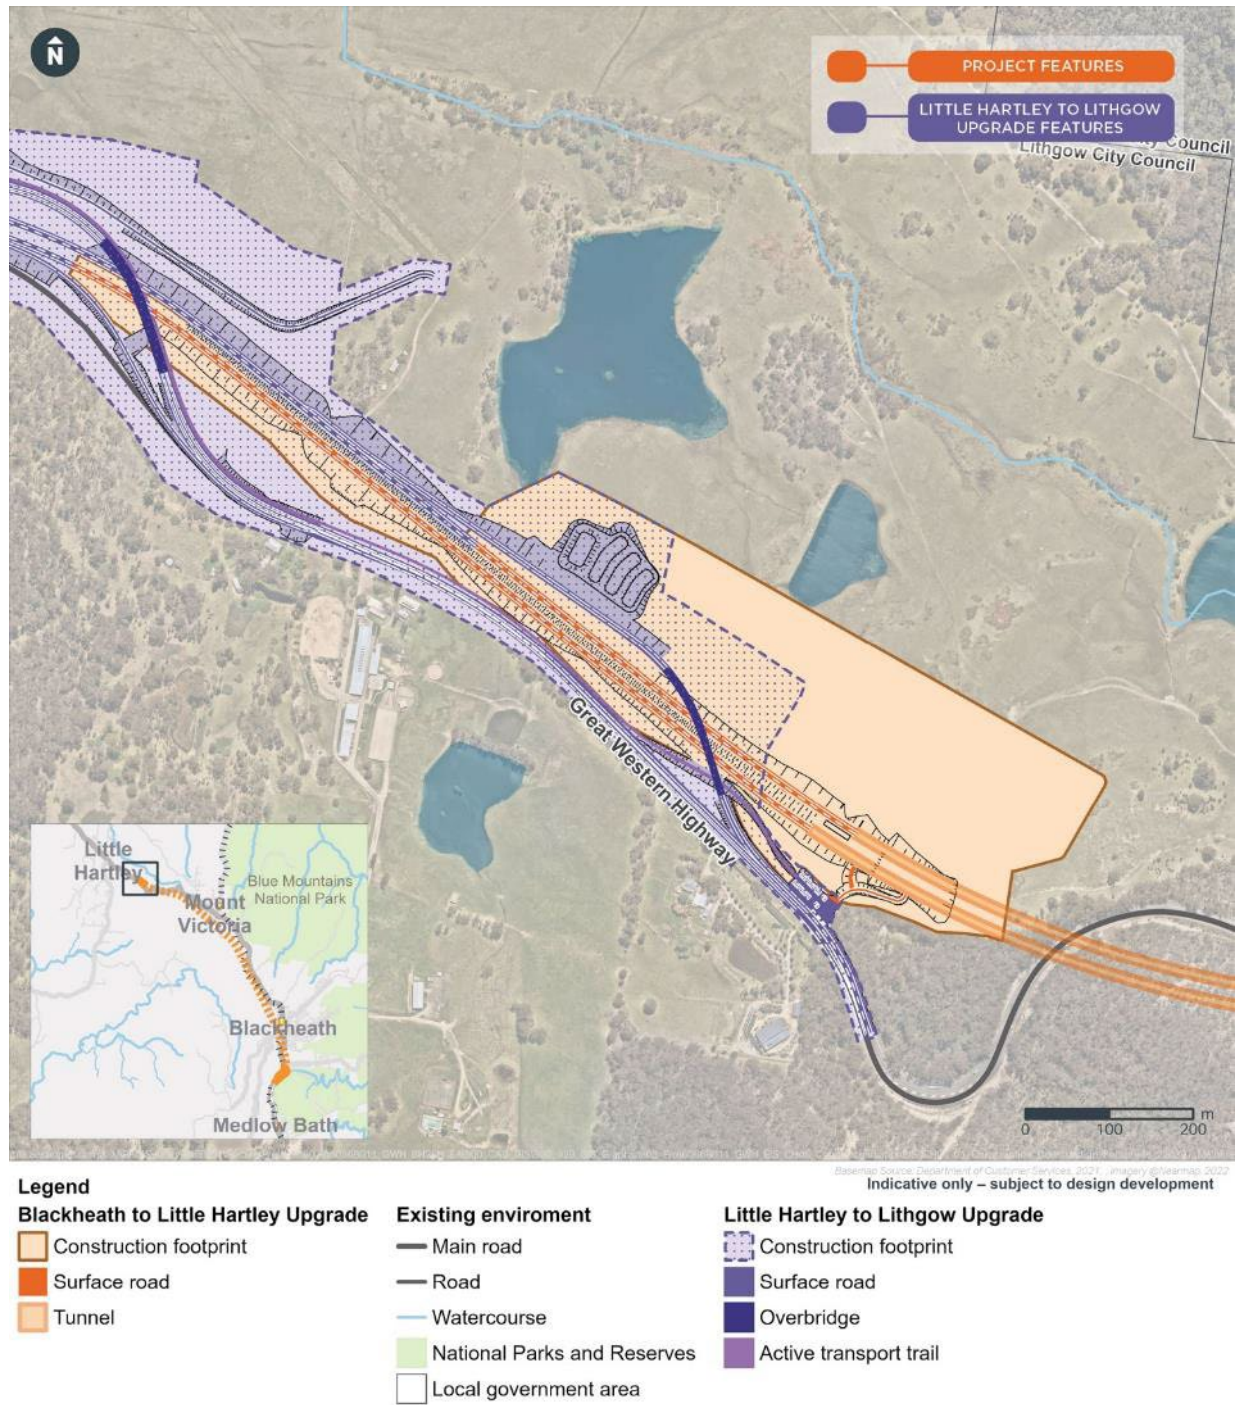 N
PROJECT FEATURES
LITTLE HARTLEY TO LITHGOW
UPGRADE FEATURES
Council
Lithgow City Council
Great Western Highway
Little
Hartley
Mount
Victoria
Blue Mountains
National Park
Blackheath
Medlow Bath
m
0 100 200
Basemap Source: Department of Customer Services, 2021, ; imagery @Nearmap, 2022
Indicative only – subject to design development
Legend
Blackheath to Little Hartley Upgrade
Construction footprint
Surface road
Tunnel
Existing enviroment
Main road
Road
Watercourse
National Parks and Reserves
Local government area
Little Hartley to Lithgow Upgrade
Construction footprint
Surface road
Overbridge
Active transport trail